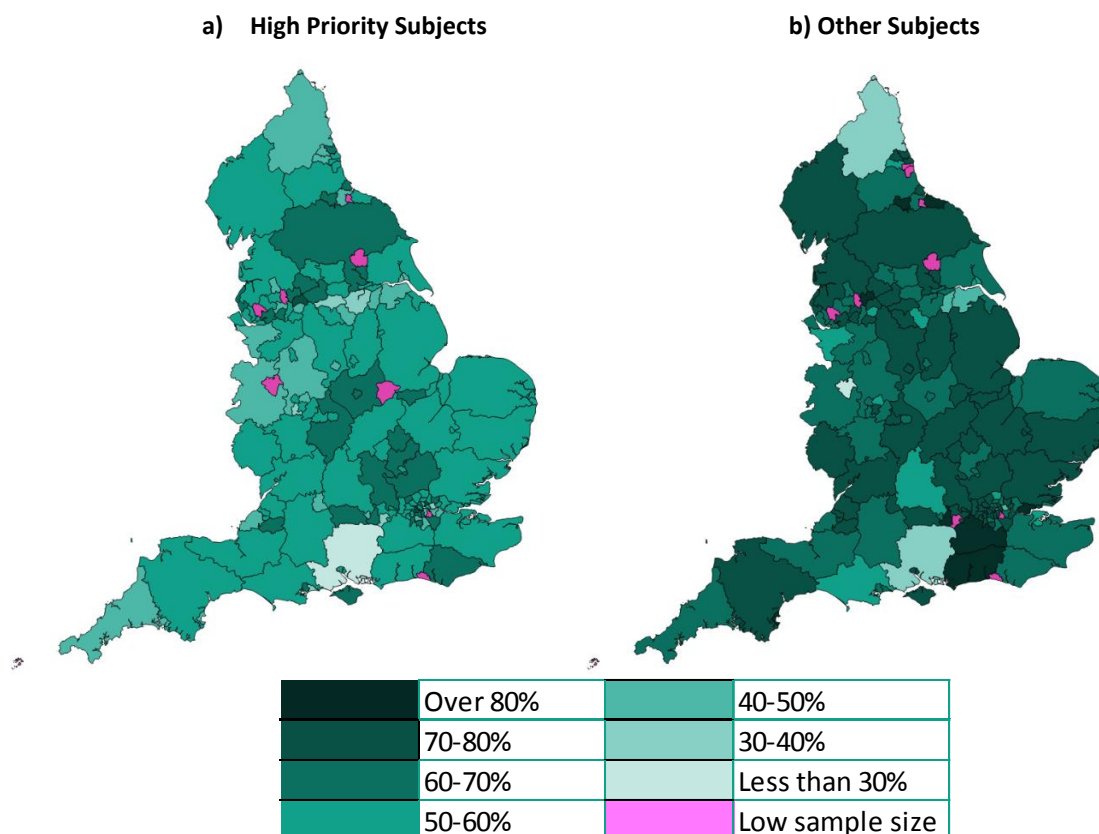 a) High Priority Subjects
b) Other Subjects
Over 80%
40-50%
70-80%
30-40%
60-70%
Less than 30%
50-60%
Low sample size